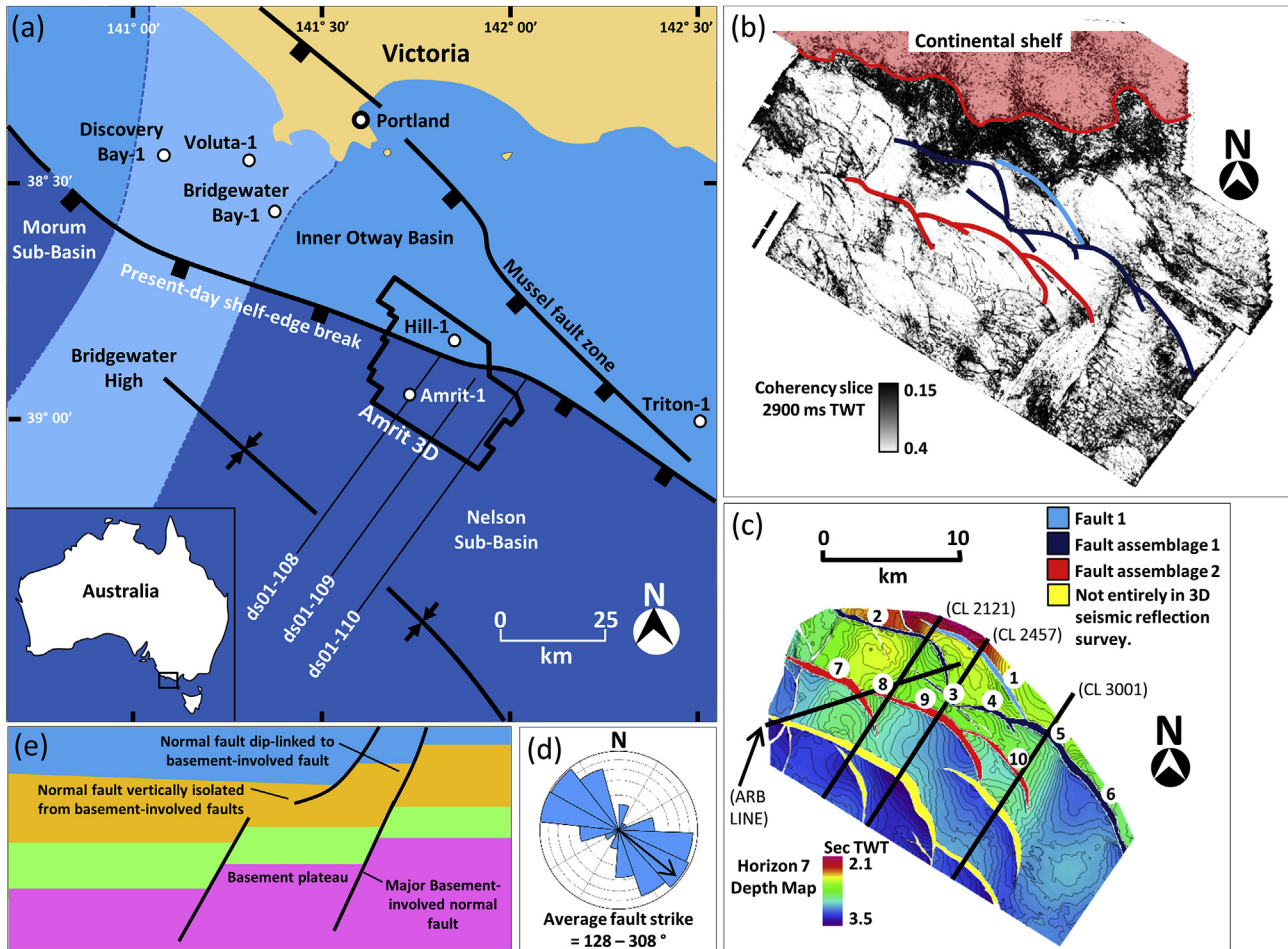 (a)
141° 00′
141° 30′
142° 00′
142° 30′
Victoria
Portland
Discovery
Bay-1
Voluta-1
Bridgewater
Bay-1
38° 30′
Morum
Sub-Basin
Inner Otway Basin
Present-day shelf-edge break
Mussel fault zone
Hill-1
Bridgewater
High
Amrit-1
Triton-1
39° 00′
Amrit 3D
Nelson
Sub-Basin
ds01-108
ds01-109
ds01-110
Australia
N
0 25
km
(b)
Continental shelf
N
Coherency slice
2900 ms TWT
0.15
0.4
(c)
0 10
km
Fault 1
Fault assemblage 1
Fault assemblage 2
Not entirely in 3D
seismic reflection
survey.
(CL 2121)
(CL 2457)
(CL 3001)
2
1
7
8
9
3
4
5
10
6
N
(ARB
LINE)
Sec TWT
Horizon 7
Depth Map
2.1
3.5
(e)
Normal fault dip-linked to
basement-involved fault
Normal fault vertically isolated
from basement-involved faults
Basement plateau
Major Basement-
involved normal
fault
(d)
N
Average fault strike
= 128 – 308 °